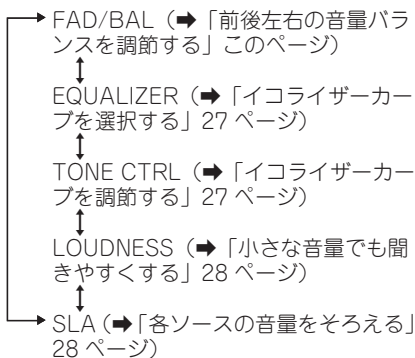 FAD/BAL（➡「前後左右の音量バラ
ンスを調節する」このページ）
EQUALIZER（➡「イコライザーカー
ブを選択する」27 ページ）
TONE CTRL（➡「イコライザーカー
ブを調節する」27 ページ）
LOUDNESS（➡「小さな音量でも聞
きやすくする」28 ページ）
SLA（➡「各ソースの音量をそろえる」
28 ページ）